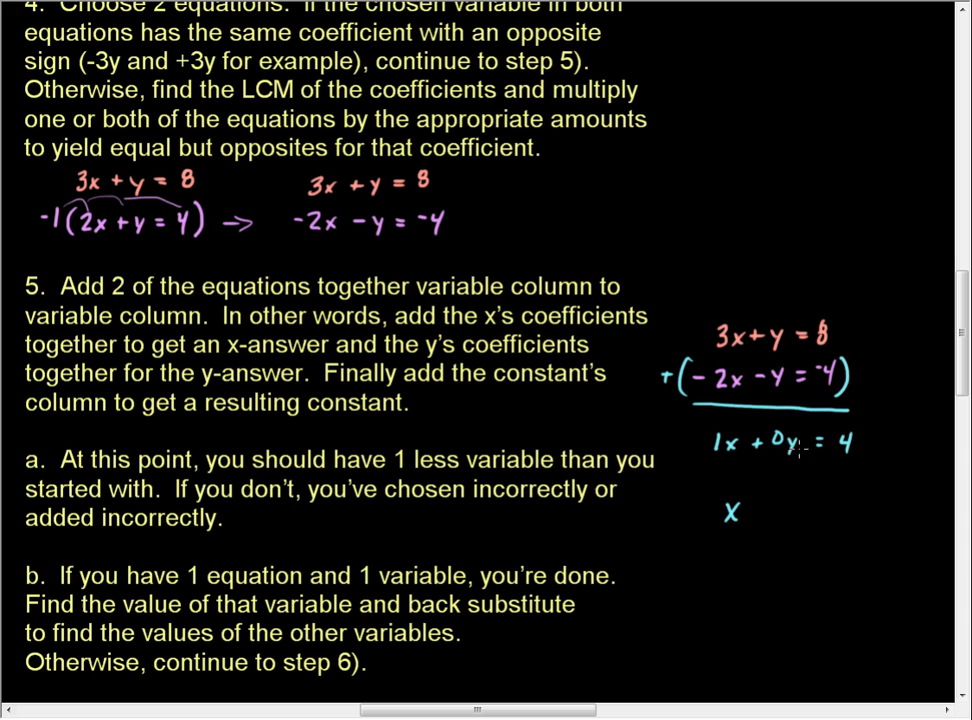 4. Choose 2 equations. If the chosen variable in both
equations has the same coefficient with an opposite
sign (-3y and +3y for example), continue to step 5).
Otherwise, find the LCM of the coefficients and multiply
one or both of the equations by the appropriate amounts
to yield equal but opposites for that coefficient.
3x + y = 8
-1(2x + y = 4) →
3x + y = 8
-2x - y = -4
5. Add 2 of the equations together variable column to
variable column. In other words, add the x's coefficients
together to get an x-answer and the y's coefficients
together for the y-answer. Finally add the constant's
column to get a resulting constant.
3x + y = 8
+(- 2x - y = -4)
1x + 0y = 4
x
a. At this point, you should have 1 less variable than you
started with. If you don't, you've chosen incorrectly or
added incorrectly.
b. If you have 1 equation and 1 variable, you're done.
Find the value of that variable and back substitute
to find the values of the other variables.
Otherwise, continue to step 6).